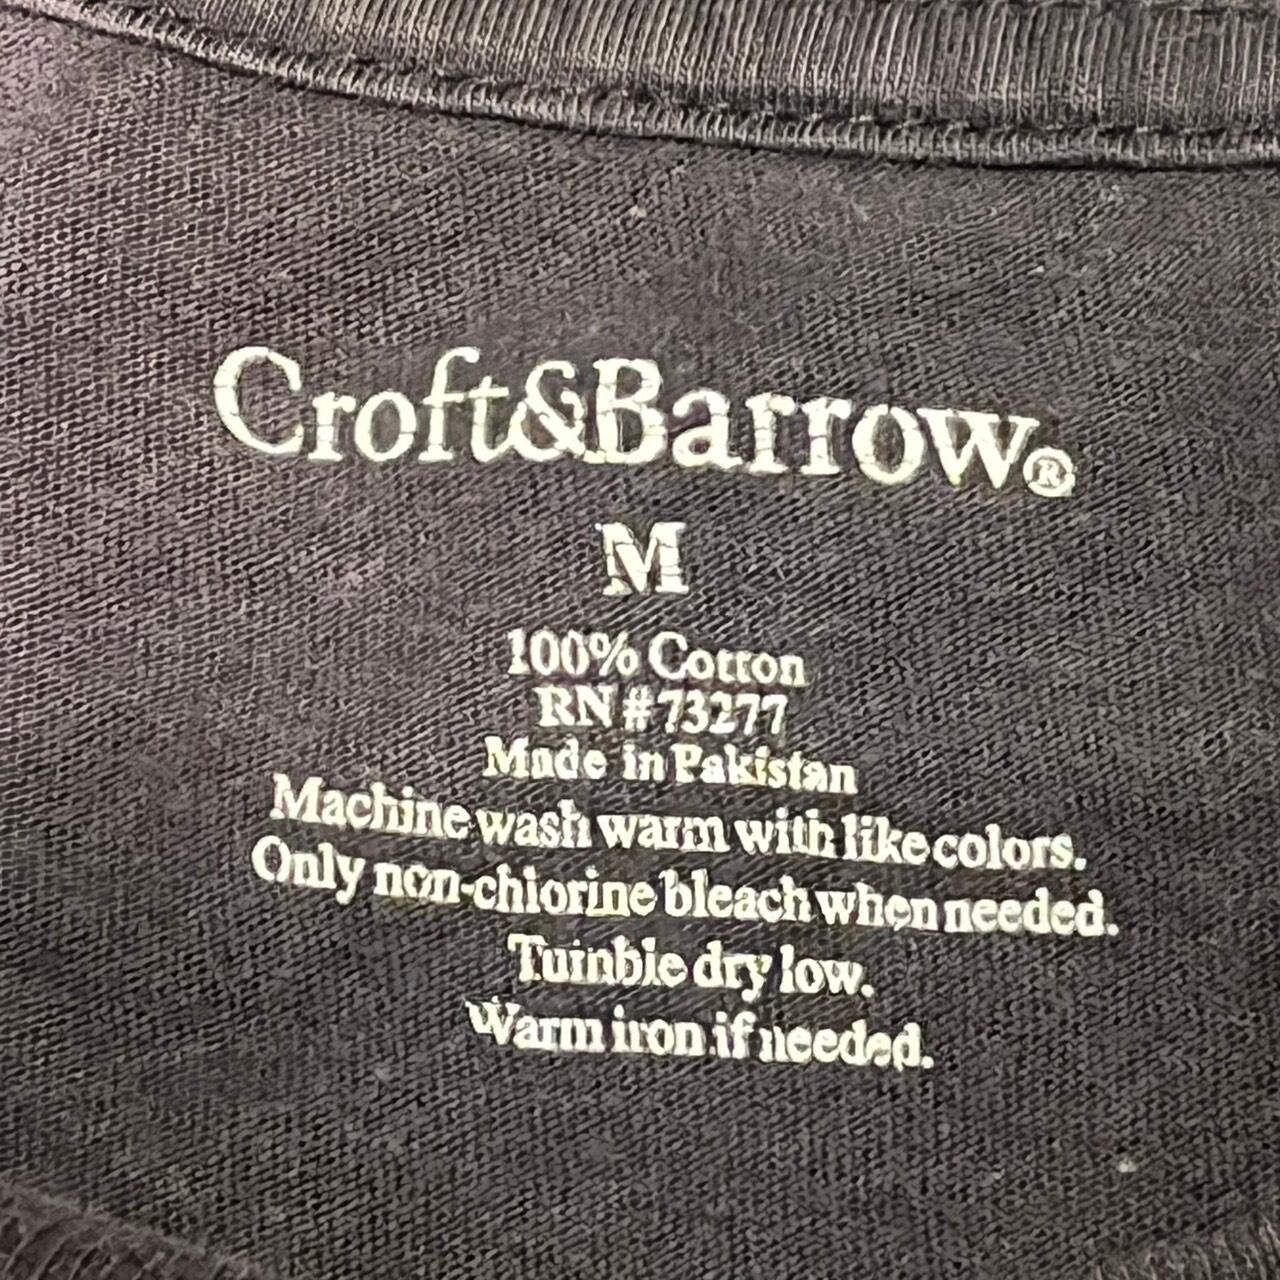 Croft&Barrow®
M
100% Cotton
RN #73277
Made in Pakistan
Machine wash warm with like colors.
Only non-chlorine bleach when needed.
Tumble dry low.
Warm iron if needed.